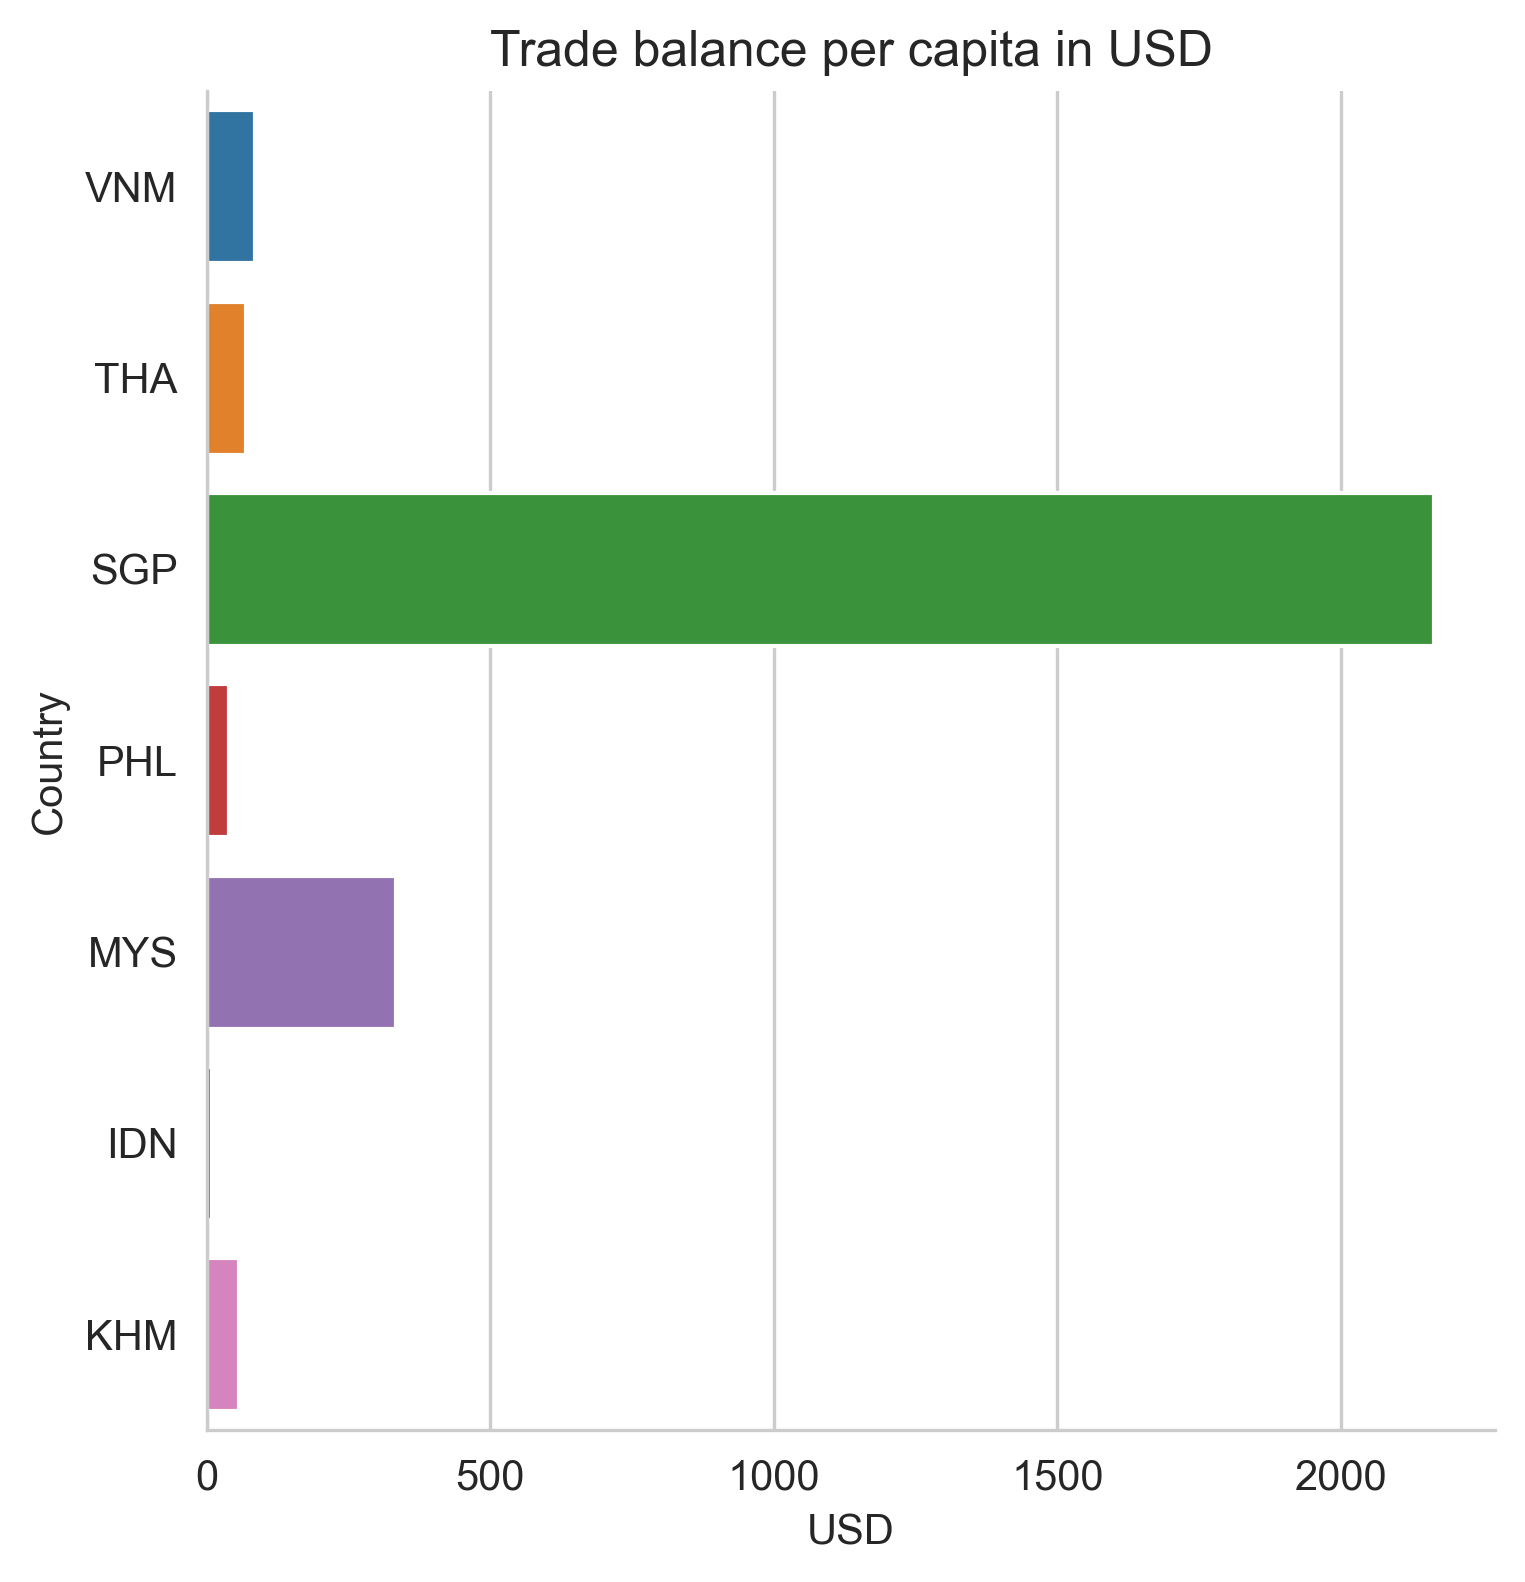 Trade balance per capita in USD
VNM
THA
SGP
PHL
MYS
IDN
KHM
Country
0 500 1000 1500 2000
USD